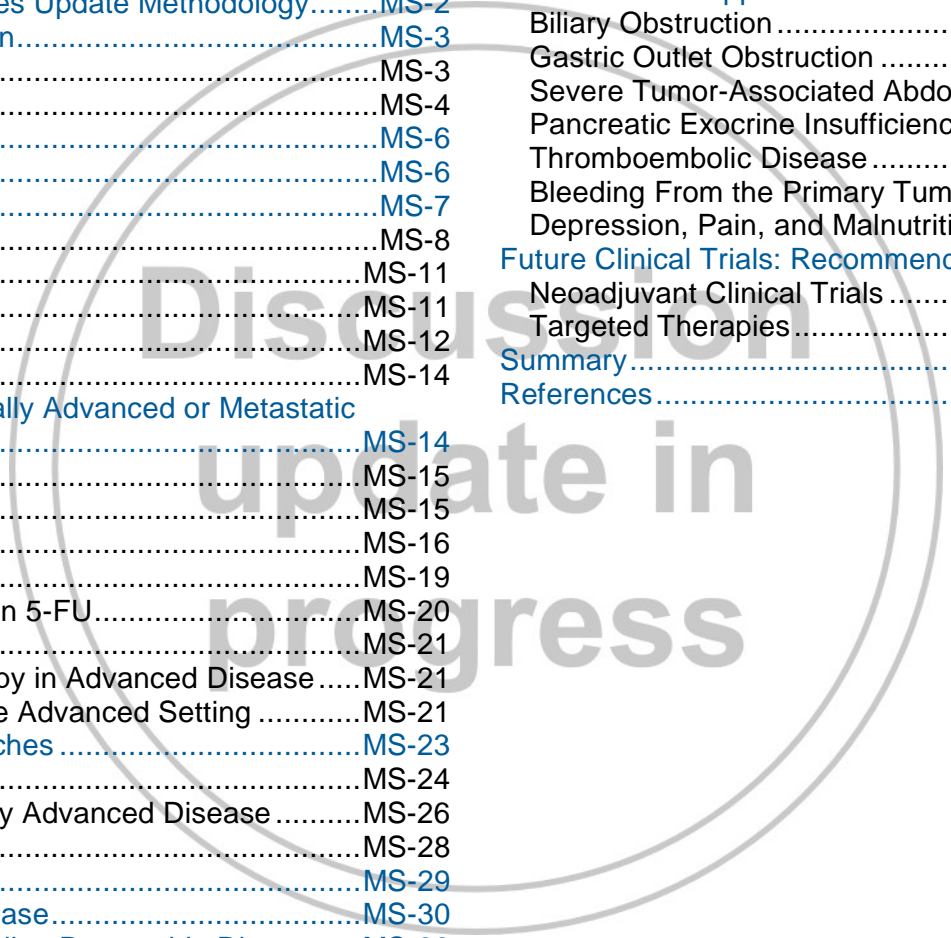 es Update Methodology........MS-2
n.......................................MS-3
.......................................MS-3
.......................................MS-4
.......................................MS-6
.......................................MS-6
.......................................MS-7
.......................................MS-8
.......................................MS-11
.......................................MS-11
.......................................MS-12
.......................................MS-14
ally Advanced or Metastatic
.......................................MS-14
.......................................MS-15
.......................................MS-15
.......................................MS-16
.......................................MS-19
n 5-FU.............................MS-20
.......................................MS-21
py in Advanced Disease.....MS-21
e Advanced Setting............MS-21
ches..................................MS-23
.......................................MS-24
y Advanced Disease..........MS-26
.......................................MS-28
.......................................MS-29
ease...................................MS-30
Biliary Obstruction.....................
Gastric Outlet Obstruction........
Severe Tumor-Associated Abdo
Pancreatic Exocrine Insufficienc
Thromboembolic Disease.........
Bleeding From the Primary Tum
Depression, Pain, and Malnutriti
Future Clinical Trials: Recommend
Neoadjuvant Clinical Trials.......
Targeted Therapies...................
Summary...................................
References................................
Discussion
update in
progress